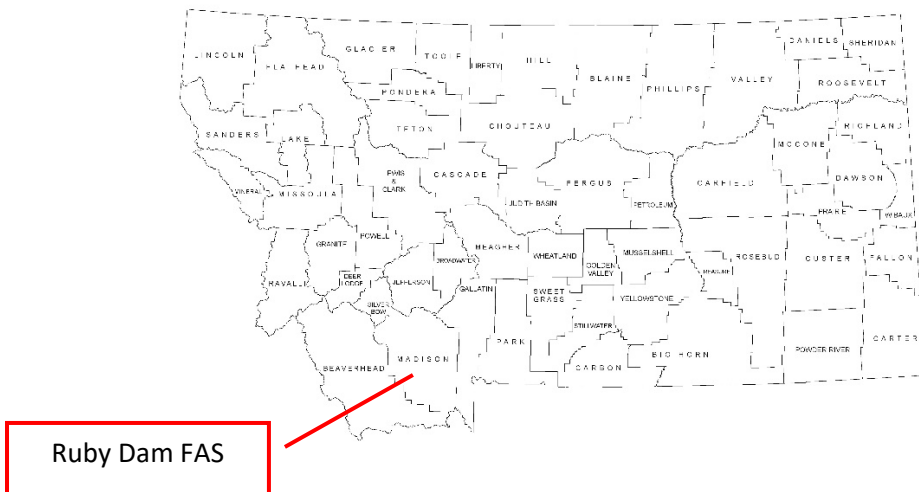 DANIELS
SHERIDAN
LINCOLN
GLACIER
TOOLE
LIBERTY
HILL
FLATHEAD
BLAINE
PHILLIPS
VALLEY
ROOSEVELT
PONDERA
TETON
CHOUTEAU
RICHLAND
SANDERS
LAKE
MCCONE
CASCADE
LEWIS
&
CLARK
FERGUS
GARFIELD
DAWSON
MINERAL
MISSOULA
JUDITH BASIN
PETROLEUM
PRARIE
WIBAUX
POWELL
GRANITE
MEAGHER
WHEATLAND
GOLDEN
VALLEY
MUSSELSHELL
ROSEBUD
CUSTER
FALLON
BROADWATER
RAVALLI
DEER
LODGE
JEFFERSON
GALLATIN
SWEET
GRASS
YELLOWSTONE
SILVER
BOW
STILLWATER
PARK
CARTER
MADISON
BEAVERHEAD
CARBON
BIG HORN
POWDER RIVER
Ruby Dam FAS